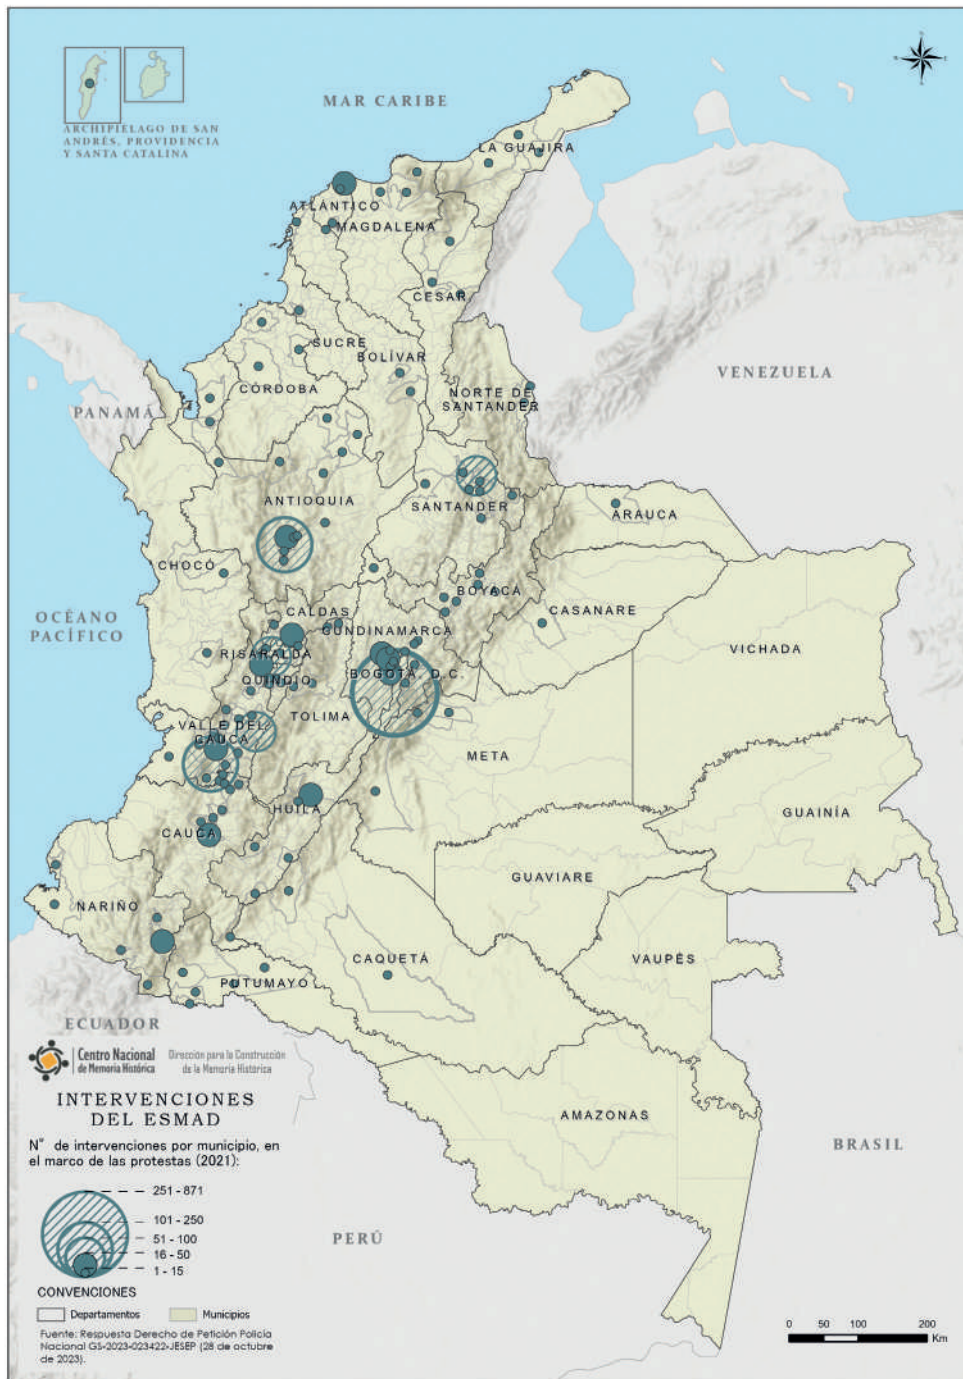 MAR CARIBE
ARCHIPIELAGO DE SAN
ANDRÉS, PROVIDENCIA
Y SANTA CATALINA
LA GUAJIRA
ATLÁNTICO
MAGDALENA
CESAR
SUCRE
BOLÍVAR
CÓRDOBA
NORTE DE
SANTANDER
VENEZUELA
PANAMÁ
ANTIOQUIA
SANTANDER
ARAUCA
CHOCÓ
BOYACÁ
CASANARE
OCÉANO
PACÍFICO
CALDAS
CUNDINAMARCA
RISARALDA
VICHADA
BOGOTÁ, D.C.
QUINDIO
TOLIMA
VALLE DEL
CAUCA
META
HUILA
GUAINÍA
CAUCA
GUAVIARE
NARIÑO
CAQUETÁ
VAUPÉS
PUTUMAYO
ECUADOR
Centro Nacional
de Memoria Histórica
Dirección para la Construcción
de la Memoria Histórica
INTERVENCIONES
DEL ESMAD
N° de intervenciones por municipio, en
el marco de las protestas (2021):
251 - 871
101 - 250
51 - 100
16 - 50
1 - 15
CONVENCIONES
Departamentos
Municipios
Fuente: Respuesta Derecho de Petición Policía
Nacional GS-2023-023422-JESEP (28 de octubre
de 2023).
AMAZONAS
BRASIL
PERÚ
0 50 100 200
Km